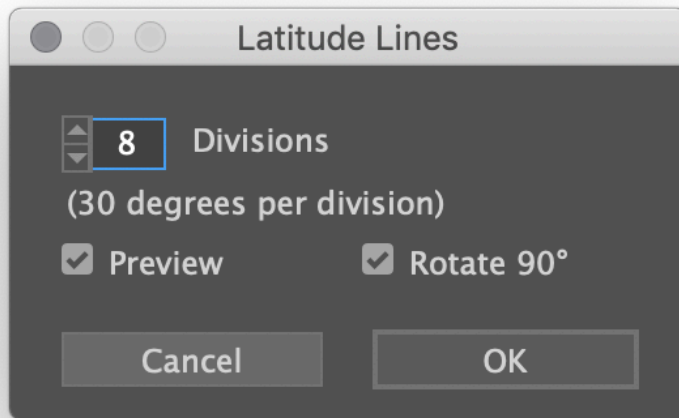 Latitude Lines
8 Divisions
(30 degrees per division)
Preview Rotate 90°
Cancel OK